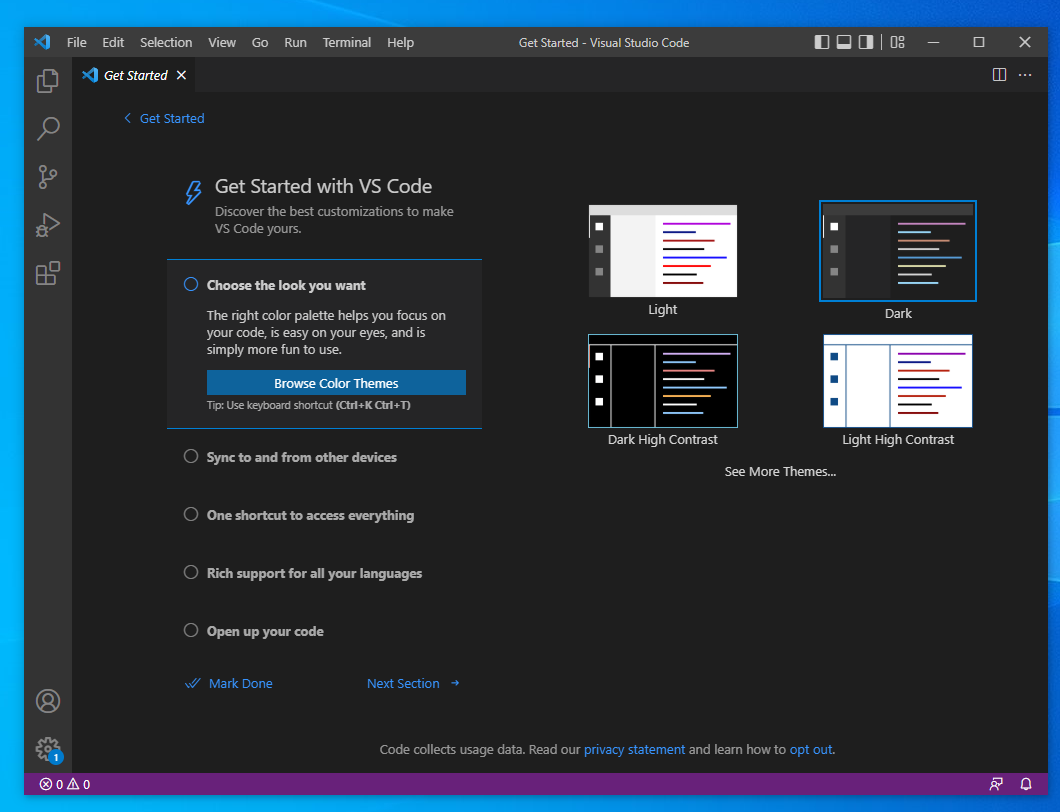 File Edit Selection View Go Run Terminal Help Get Started - Visual Studio Code
Get Started
Get Started
Get Started with VS Code
Discover the best customizations to make
VS Code yours.
Choose the look you want
The right color palette helps you focus on
your code, is easy on your eyes, and is
simply more fun to use.
Browse Color Themes
Tip: Use keyboard shortcut (Ctrl+K Ctrl+T)
Sync to and from other devices
One shortcut to access everything
Rich support for all your languages
Open up your code
Mark Done Next Section
Light
Dark
Dark High Contrast
Light High Contrast
See More Themes...
Code collects usage data. Read our privacy statement and learn how to opt out.
1
0 0